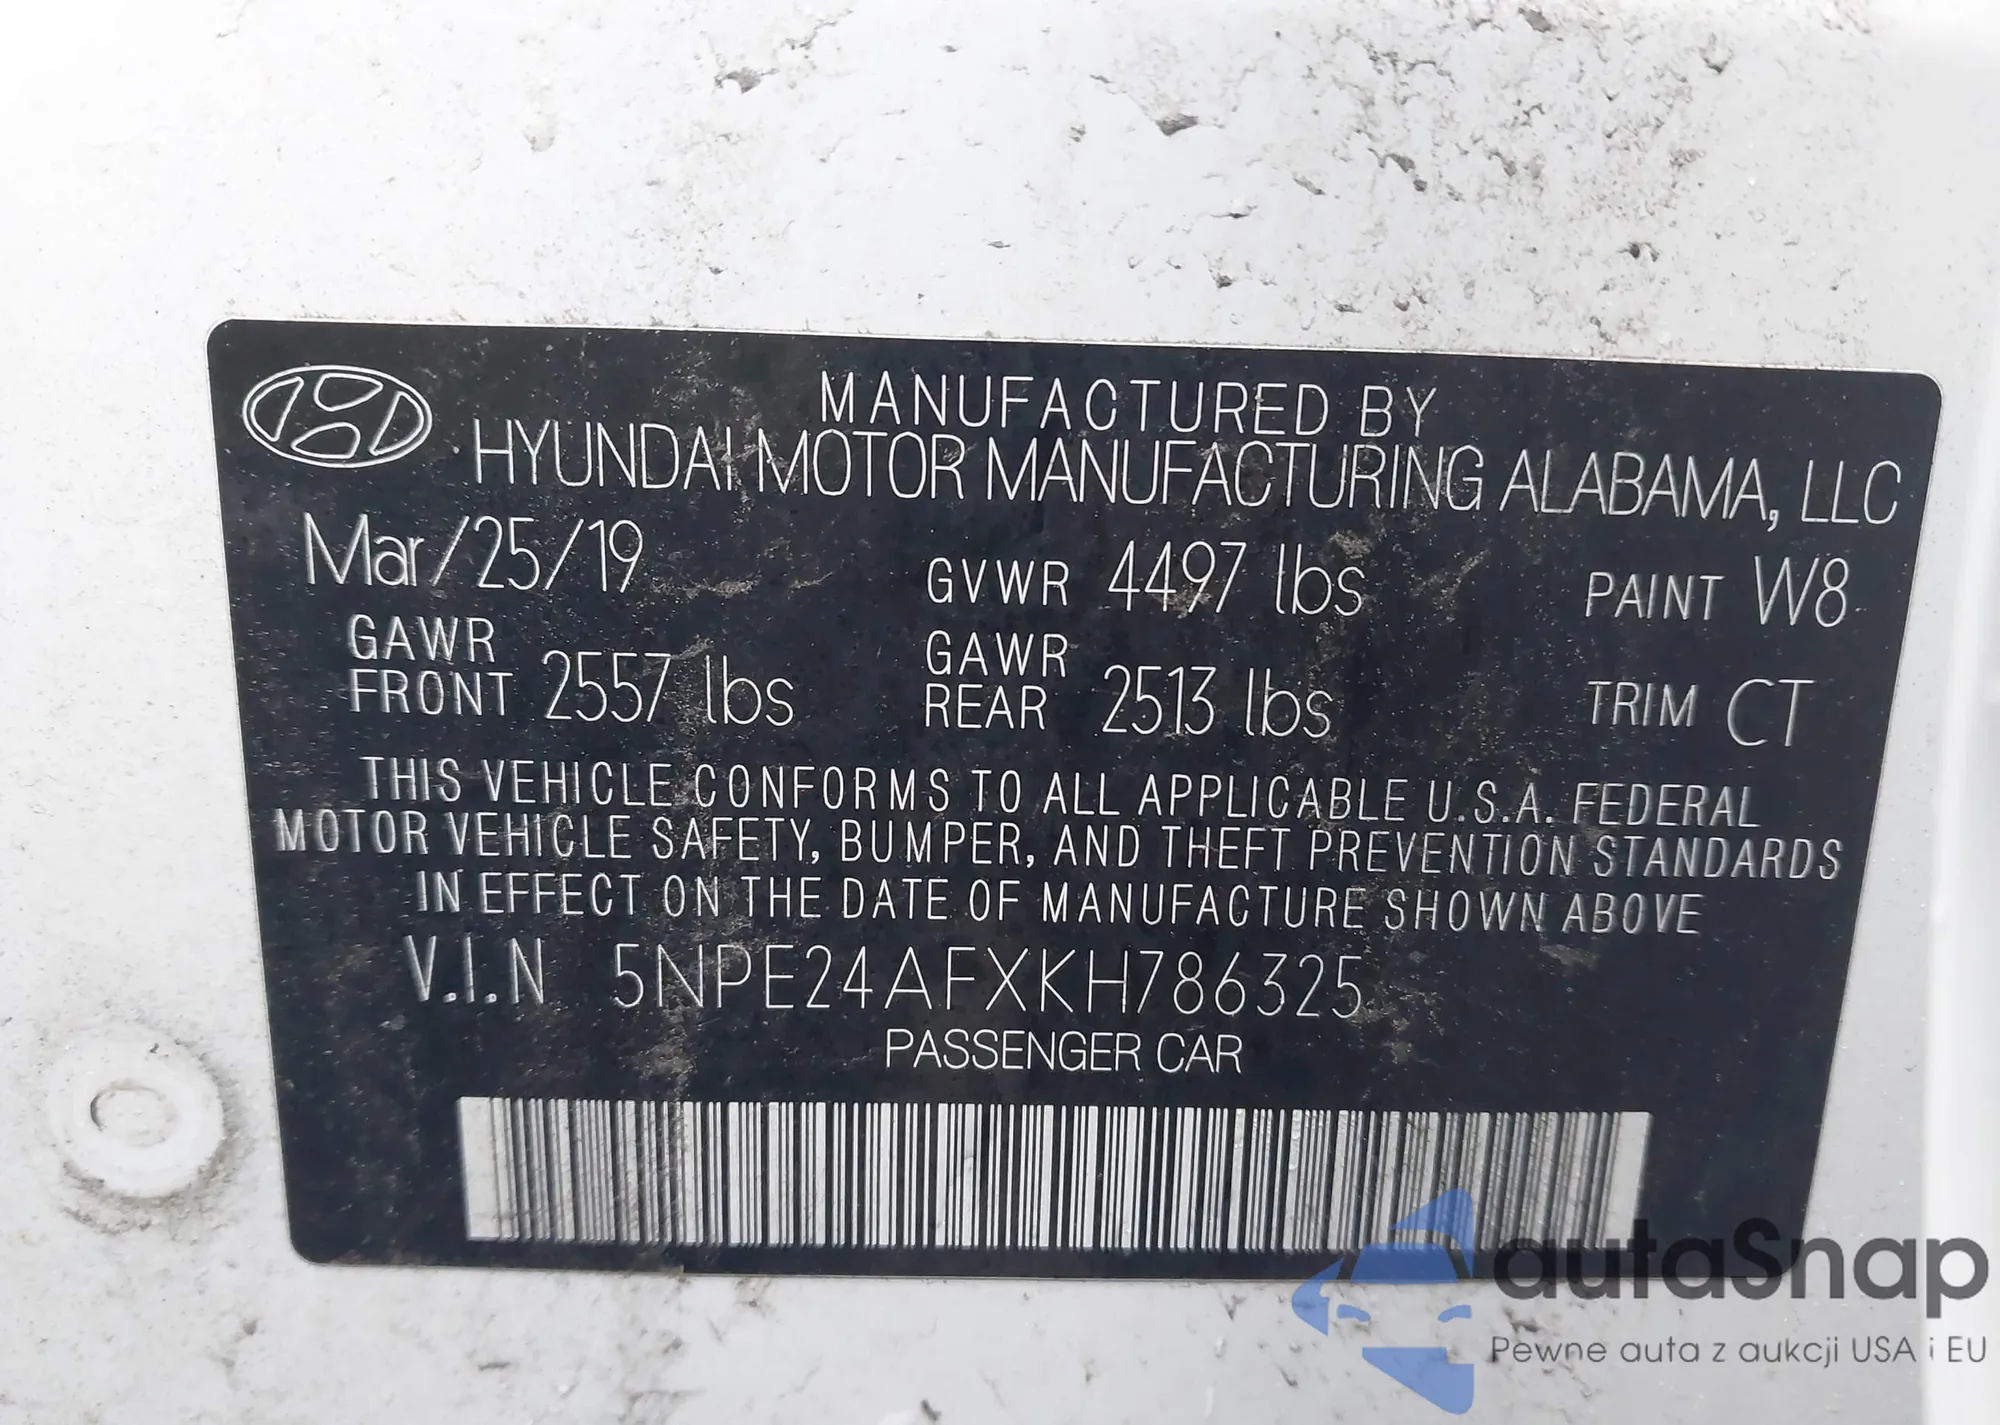 MANUFACTURED BY
HYUNDAI MOTOR MANUFACTURING ALABAMA, LLC
Mar/25/19 GVWR 4497 lbs PAINT W8
GAWR FRONT 2557 lbs GAWR REAR 2513 lbs TRIM CT
THIS VEHICLE CONFORMS TO ALL APPLICABLE U.S.A. FEDERAL
MOTOR VEHICLE SAFETY, BUMPER, AND THEFT PREVENTION STANDARDS
IN EFFECT ON THE DATE OF MANUFACTURE SHOWN ABOVE
V.I.N 5NPE24AFXKH786325
PASSENGER CAR
autaSnap
Pewne auta z aukcji USA i EU